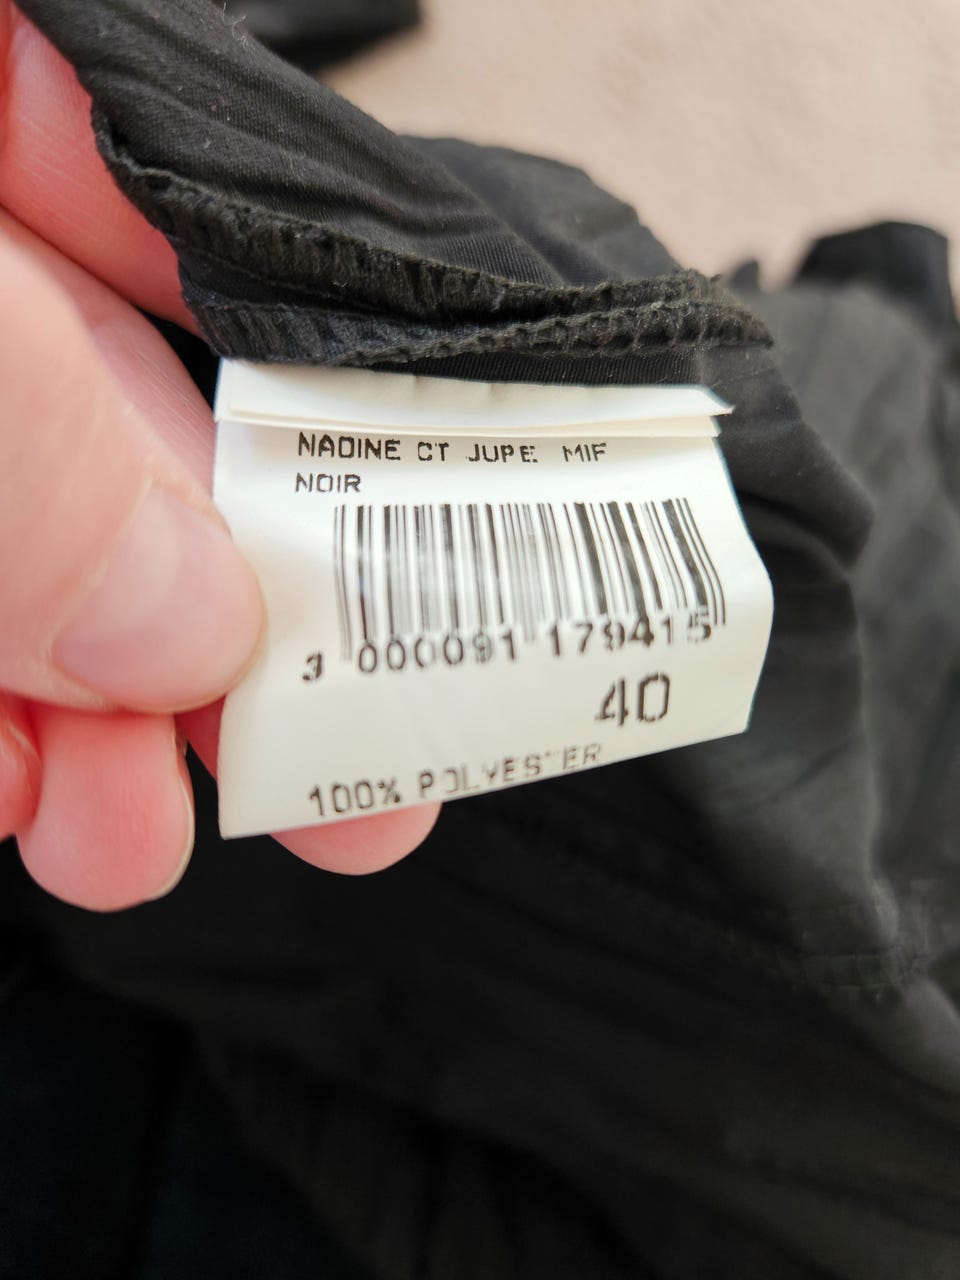 NADINE CT JUPE MIF
NOIR
3 000091 179415
40
100% POLYESTER